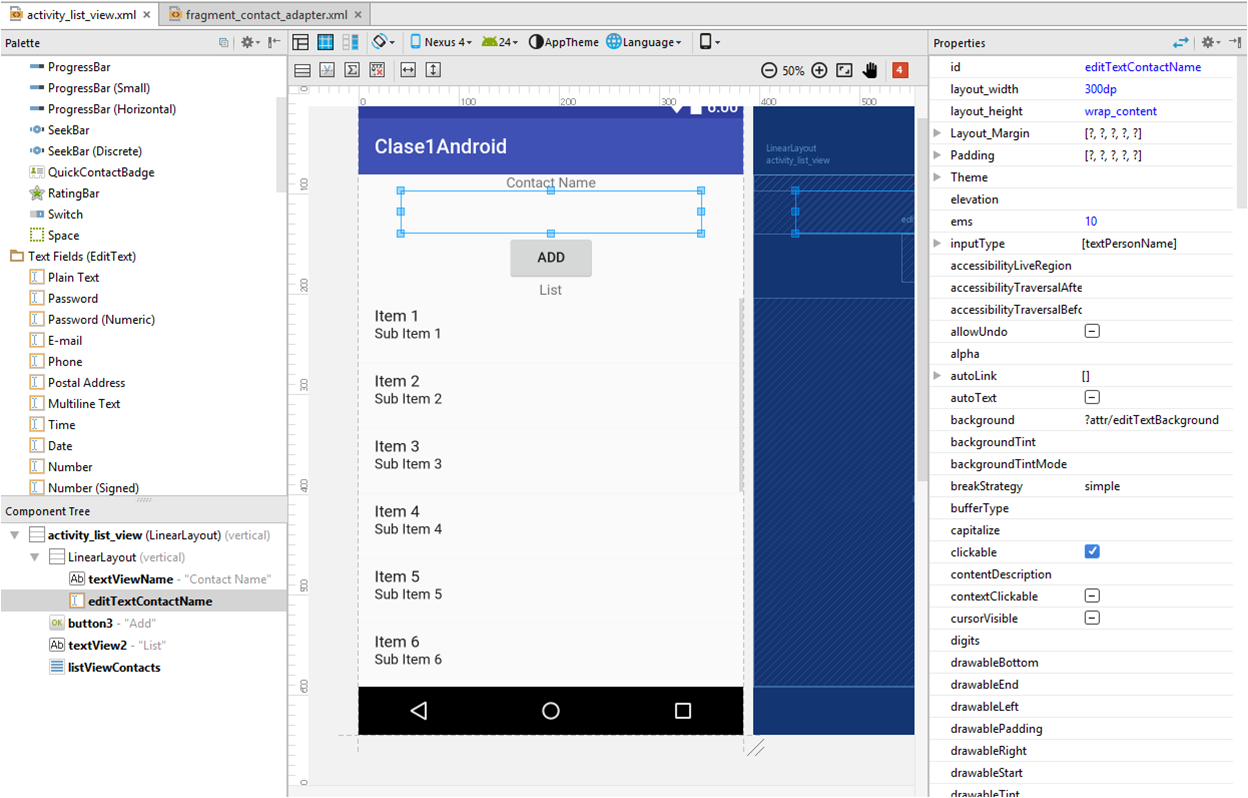 activity_list_view.xml
fragment_contact_adapter.xml
Palette
Nexus 4
24
AppTheme
Language
Properties
50%
4
ProgressBar
ProgressBar (Small)
ProgressBar (Horizontal)
SeekBar
SeekBar (Discrete)
QuickContactBadge
RatingBar
Switch
Space
Text Fields (EditText)
Plain Text
Password
Password (Numeric)
E-mail
Phone
Postal Address
Multiline Text
Time
Date
Number
Number (Signed)
Component Tree
activity_list_view (LinearLayout) (vertical)
LinearLayout (vertical)
textViewName - "Contact Name"
editTextContactName
button3 - "Add"
textView2 - "List"
listViewContacts
0 100 200 300 400 500
0
100
200
300
400
500
600
0
6:00
Clase1Android
Contact Name
ADD
List
Item 1
Sub Item 1
Item 2
Sub Item 2
Item 3
Sub Item 3
Item 4
Sub Item 4
Item 5
Sub Item 5
Item 6
Sub Item 6
LinearLayout
activity_list_view
edi
id editTextContactName
layout_width 300dp
layout_height wrap_content
Layout_Margin [?, ?, ?, ?, ?]
Padding [?, ?, ?, ?, ?]
Theme
elevation
ems 10
inputType [textPersonName]
accessibilityLiveRegion
accessibilityTraversalAfte
accessibilityTraversalBefo
allowUndo
alpha
autoLink []
autoText
background ?attr/editTextBackground
backgroundTint
backgroundTintMode
breakStrategy simple
bufferType
capitalize
clickable
contentDescription
contextClickable
cursorVisible
digits
drawableBottom
drawableEnd
drawableLeft
drawablePadding
drawableRight
drawableStart
drawableTint